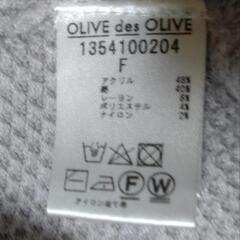 OLIVE des OLIVE
1354100204
F
アクリル 48%
綿 40%
レーヨン 6%
ポリエステル 4%
ナイロン 2%
F W
アイロン当て布